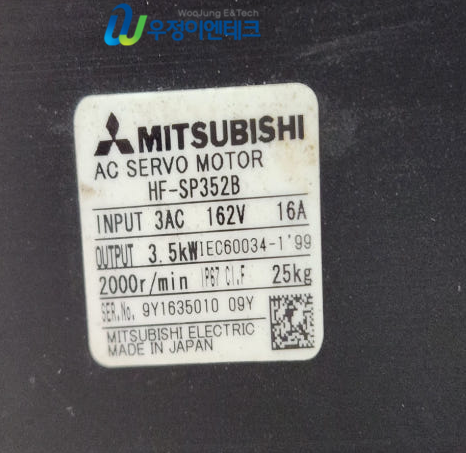 WooJung E&Tech
우정이엔테크
MITSUBISHI
AC SERVO MOTOR
HF-SP352B
INPUT 3AC 162V 16A
OUTPUT 3.5kW IEC60034-1'99
2000r/min IP67 CI.F 25kg
SER.No. 9Y1635010 09Y
MITSUBISHI ELECTRIC
MADE IN JAPAN